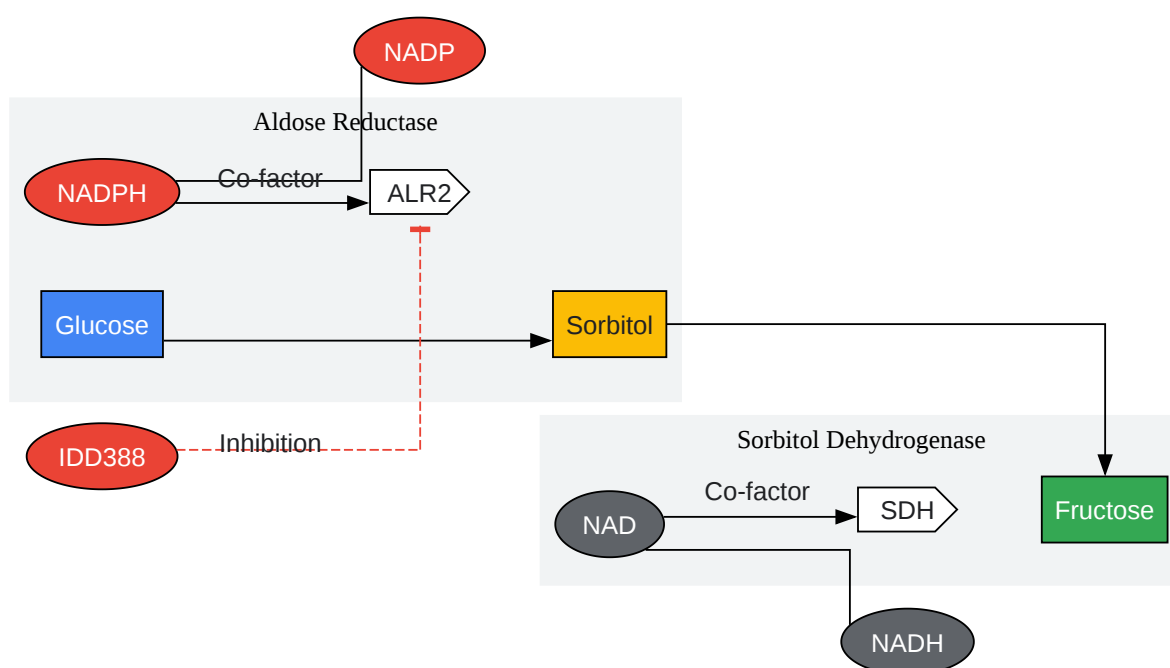 NADP
Aldose Reductase
NADPH
Co-factor
ALR2
Glucose
Sorbitol
IDD388
Inhibition
Sorbitol Dehydrogenase
Co-factor
NAD
SDH
Fructose
NADH